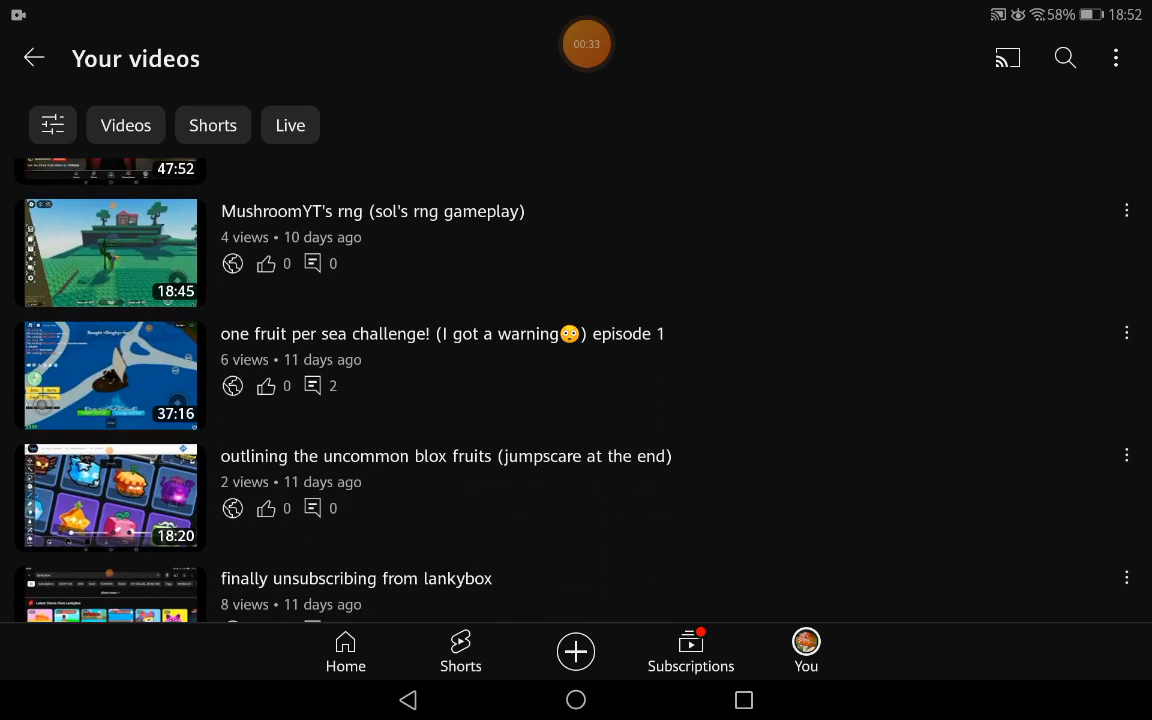 58% 18:52
00:33
Your videos
Videos Shorts Live
47:52
MushroomYT's rng (sol's rng gameplay)
4 views • 10 days ago
0 0
18:45
one fruit per sea challenge! (I got a warning😳) episode 1
6 views • 11 days ago
0 2
37:16
outlining the uncommon blox fruits (jumpscare at the end)
2 views • 11 days ago
0 0
18:20
finally unsubscribing from lankybox
8 views • 11 days ago
Home Shorts Subscriptions You